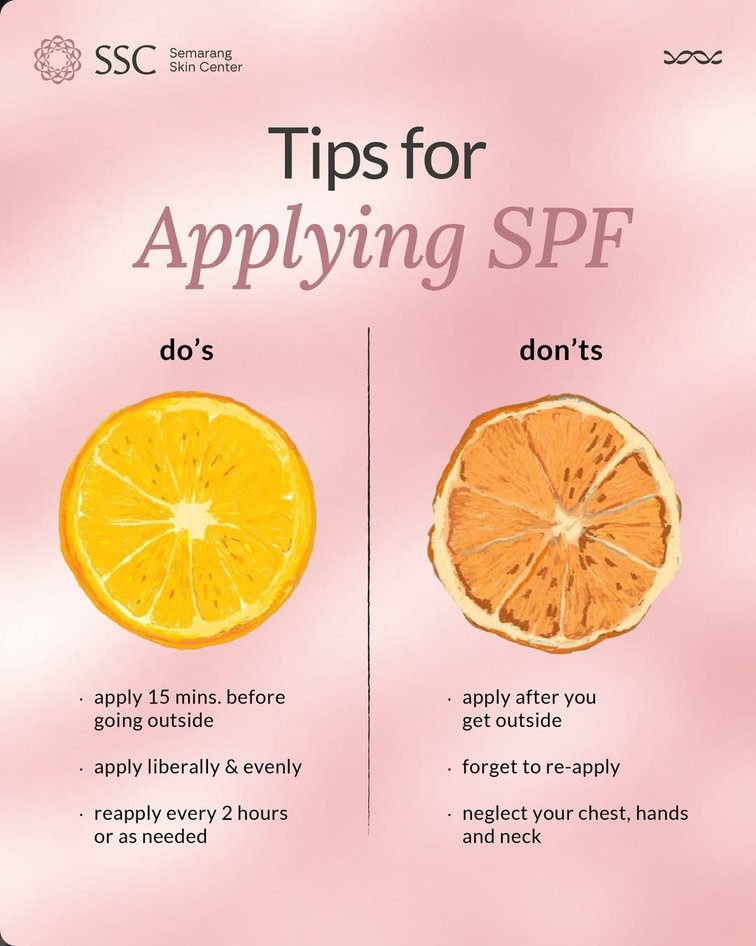 SSC
Semarang
Skin Center
Tips for
Applying SPF
do’s
don’ts
· apply 15 mins. before
going outside
· apply liberally & evenly
· reapply every 2 hours
or as needed
· apply after you
get outside
· forget to re-apply
· neglect your chest, hands
and neck